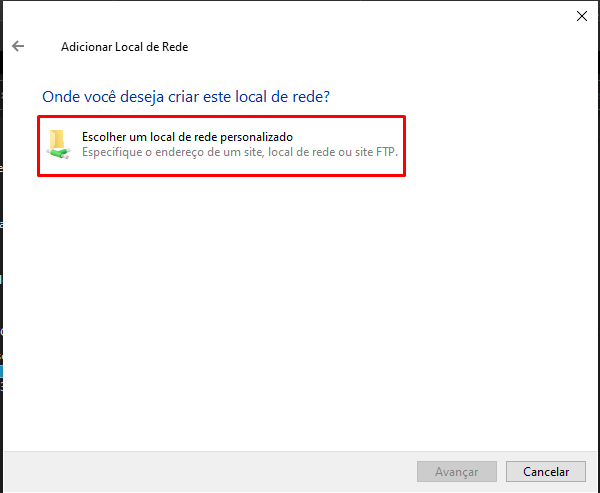 Adicionar Local de Rede
Onde você deseja criar este local de rede?
Escolher um local de rede personalizado
Especifique o endereço de um site, local de rede ou site FTP.
Avançar
Cancelar